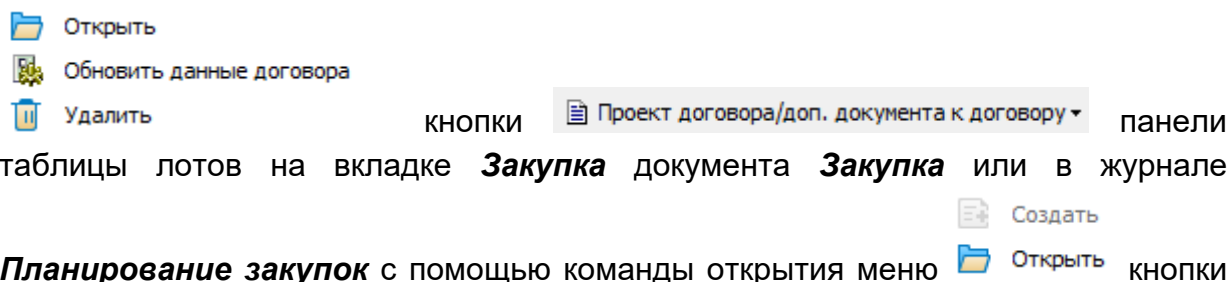 Открыть
Обновить данные договора
Удалить кнопки Проект договора/доп. документа к договору панели
таблицы лотов на вкладке Закупка документа Закупка или в журнале
Создать
Планирование закупок с помощью команды открытия меню Открыть кнопки